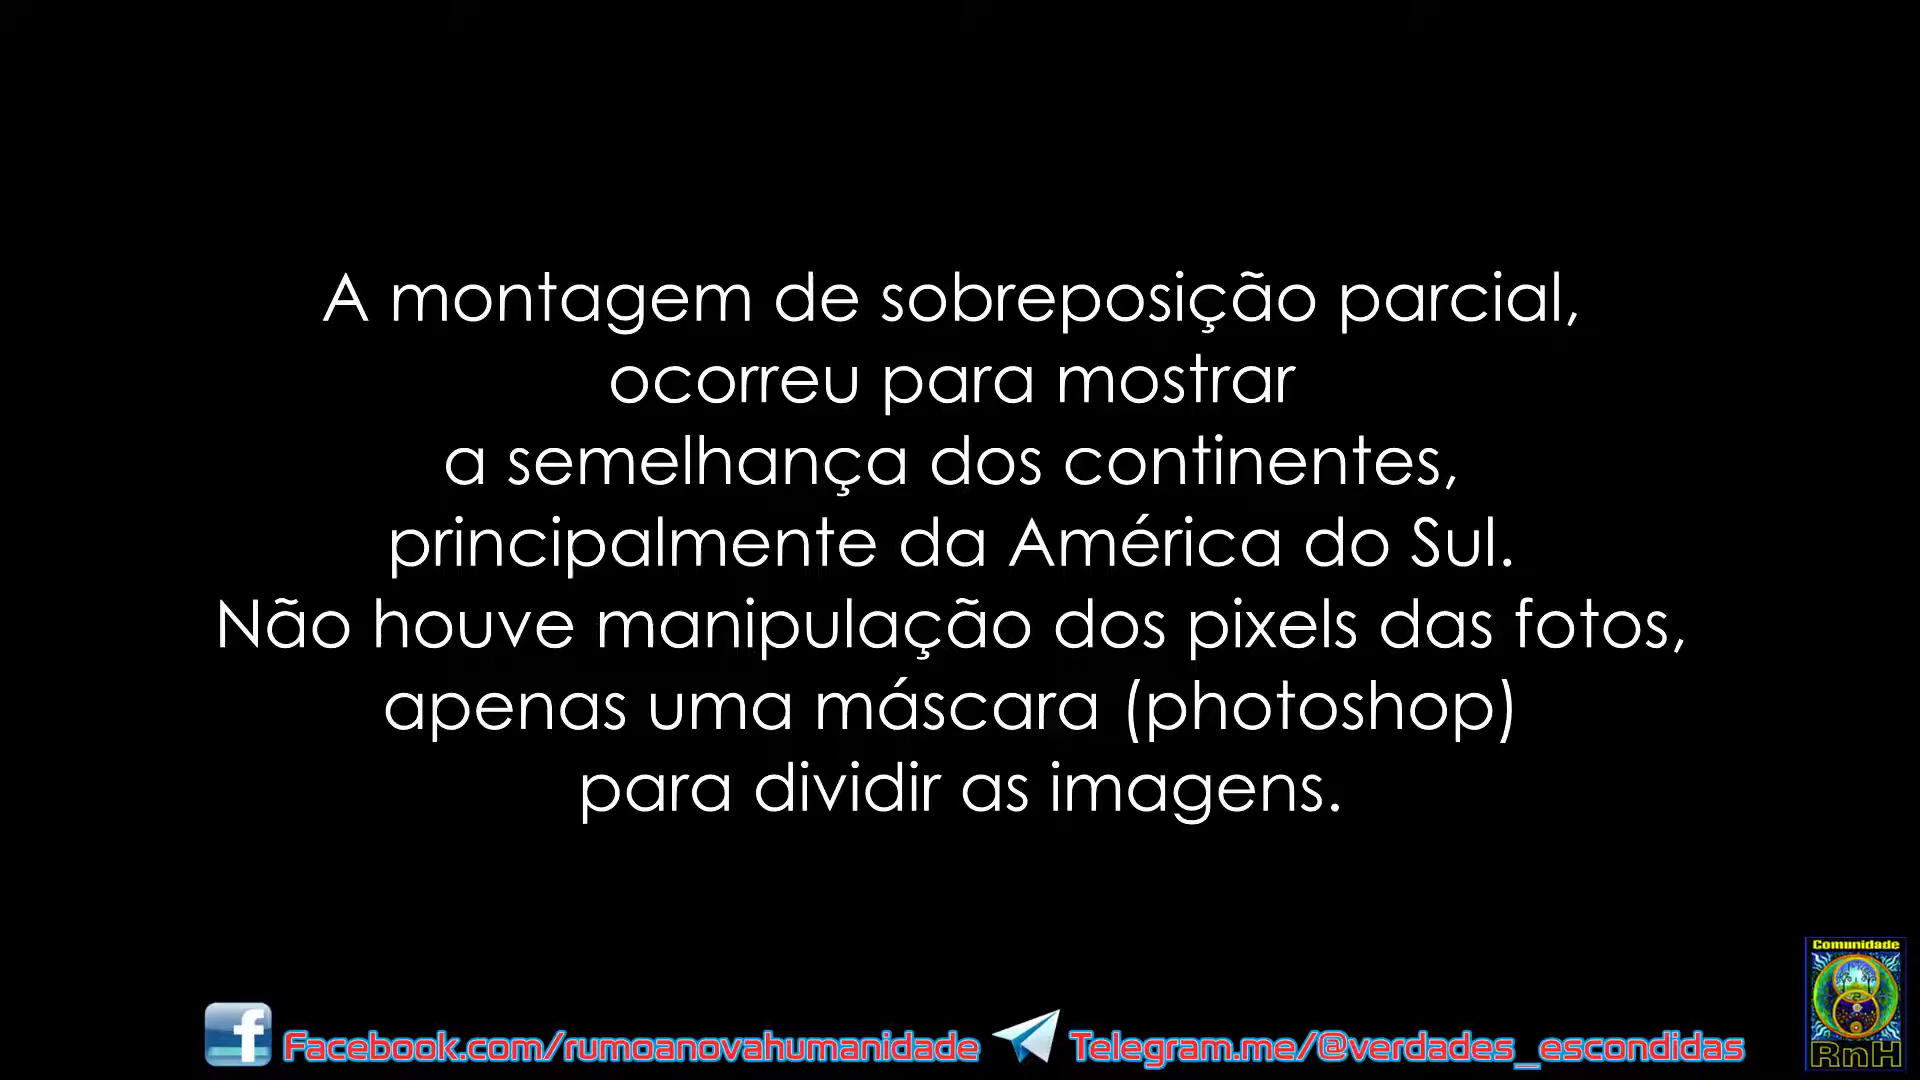 A montagem de sobreposição parcial,
ocorreu para mostrar
a semelhança dos continentes,
principalmente da América do Sul.
Não houve manipulação dos pixels das fotos,
apenas uma máscara (photoshop)
para dividir as imagens.
Comunidade
RnH
f Facebook.com/rumoanovahumanidade Telegram.me/@verdades_escondidas